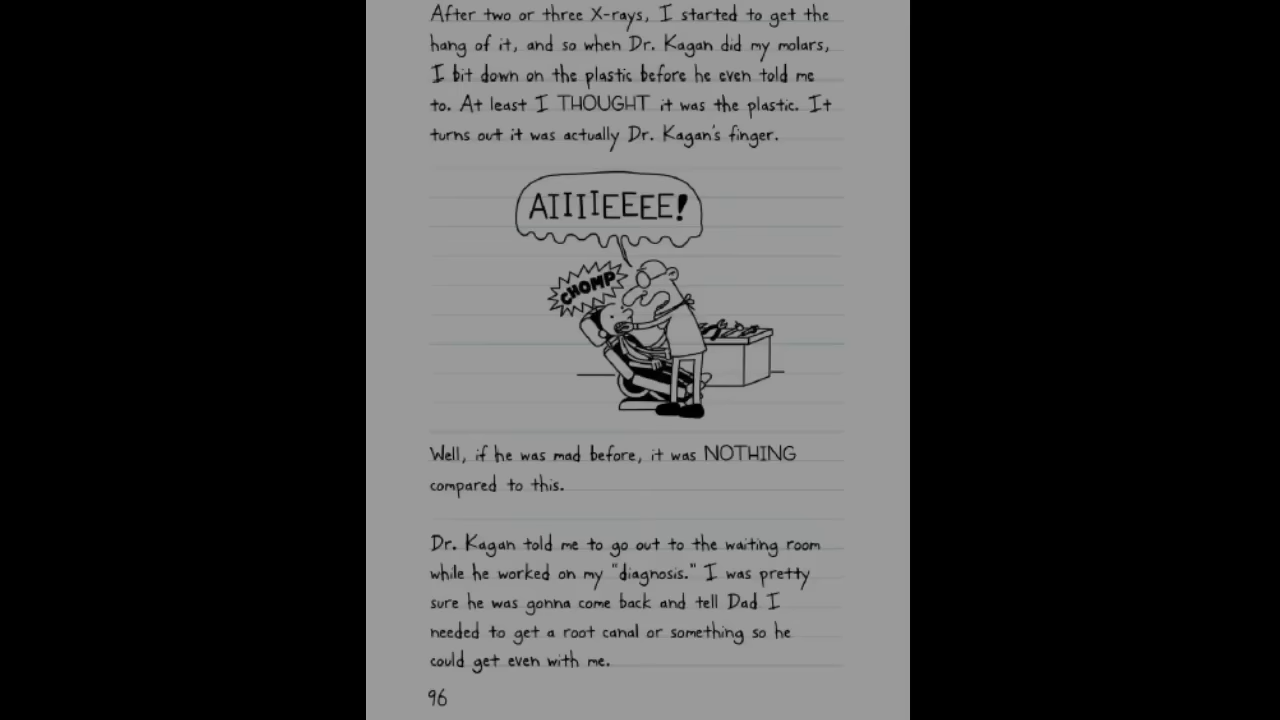 After two or three X-rays, I started to get the
hang of it, and so when Dr. Kagan did my molars,
I bit down on the plastic before he even told me
to. At least I THOUGHT it was the plastic. It
turns out it was actually Dr. Kagan's finger.
AIIIIEEEE!
CHOMP
Well, if he was mad before, it was NOTHING
compared to this.
Dr. Kagan told me to go out to the waiting room
while he worked on my "diagnosis." I was pretty
sure he was gonna come back and tell Dad I
needed to get a root canal or something so he
could get even with me.
96